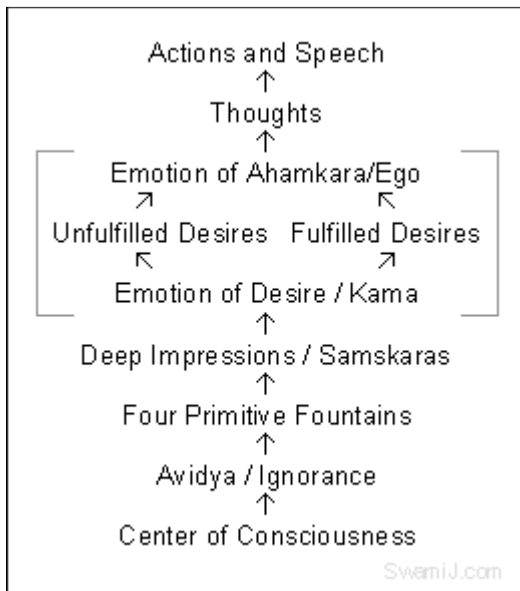 Actions and Speech
Thoughts
Emotion of Ahamkara/Ego
Unfulfilled Desires Fulfilled Desires
Emotion of Desire / Kama
Deep Impressions / Samskaras
Four Primitive Fountains
Avidya / Ignorance
Center of Consciousness
SwamiJ.com